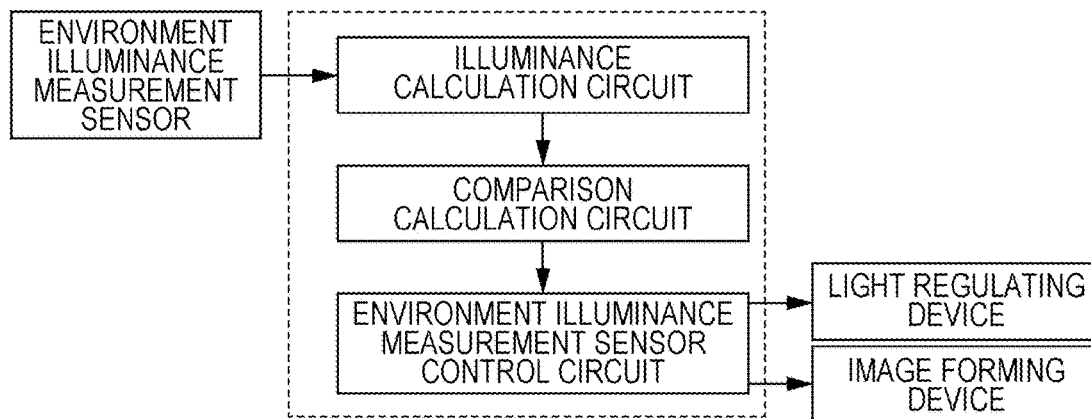 ENVIRONMENT
ILLUMINANCE
MEASUREMENT
SENSOR
ILLUMINANCE
CALCULATION CIRCUIT
COMPARISON
CALCULATION CIRCUIT
ENVIRONMENT ILLUMINANCE
MEASUREMENT SENSOR
CONTROL CIRCUIT
LIGHT REGULATING
DEVICE
IMAGE FORMING
DEVICE